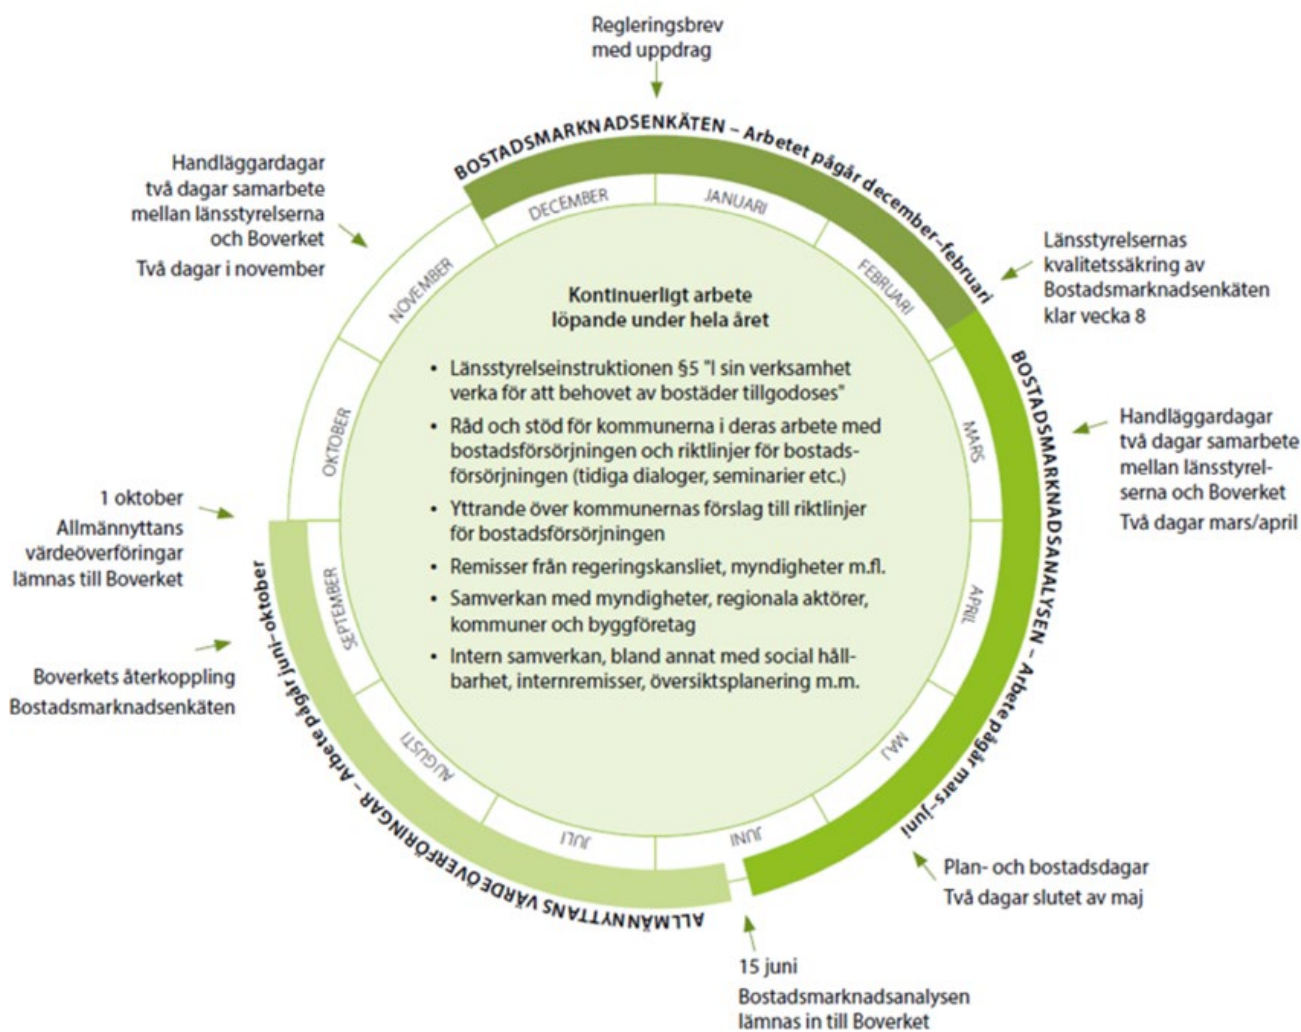 Regleringsbrev
med uppdrag
BOSTADSMARKNADSENKÄTEN – Arbetet pågår december–februari
Handläggardagar
två dagar samarbete
mellan länsstyrelserna
och Boverket
Två dagar i november
Länsstyrelsernas
kvalitetssäkring av
Bostadsmarknadsenkäten
klar vecka 8
BOSTADSMARKNADSANALYSEN – Arbete pågår mars–juni
Handläggardagar
två dagar samarbete
mellan länsstyrel-
serna och Boverket
Två dagar mars/april
Plan- och bostadsdagar
Två dagar slutet av maj
15 juni
Bostadsmarknadsanalysen
lämnas in till Boverket
ALLMÄNNYTTANS VÄRDEÖVERFÖRINGAR – Arbete pågår juni–oktober
Boverkets återkoppling
Bostadsmarknadsenkäten
1 oktober
Allmännyttans
värdeöverföringar
lämnas till Boverket
JANUARI
FEBRUARI
MARS
APRIL
MAJ
JUNI
JULI
AUGUSTI
SEPTEMBER
OKTOBER
NOVEMBER
DECEMBER
Kontinuerligt arbete
löpande under hela året
• Länsstyrelseinstruktionen §5 "I sin verksamhet
verka för att behovet av bostäder tillgodoses"
• Råd och stöd för kommunerna i deras arbete med
bostadsförsörjningen och riktlinjer för bostads-
försörjningen (tidiga dialoger, seminarier etc.)
• Yttrande över kommunernas förslag till riktlinjer
för bostadsförsörjningen
• Remisser från regeringskansliet, myndigheter m.fl.
• Samverkan med myndigheter, regionala aktörer,
kommuner och byggföretag
• Intern samverkan, bland annat med social håll-
barhet, internremisser, översiktsplanering m.m.